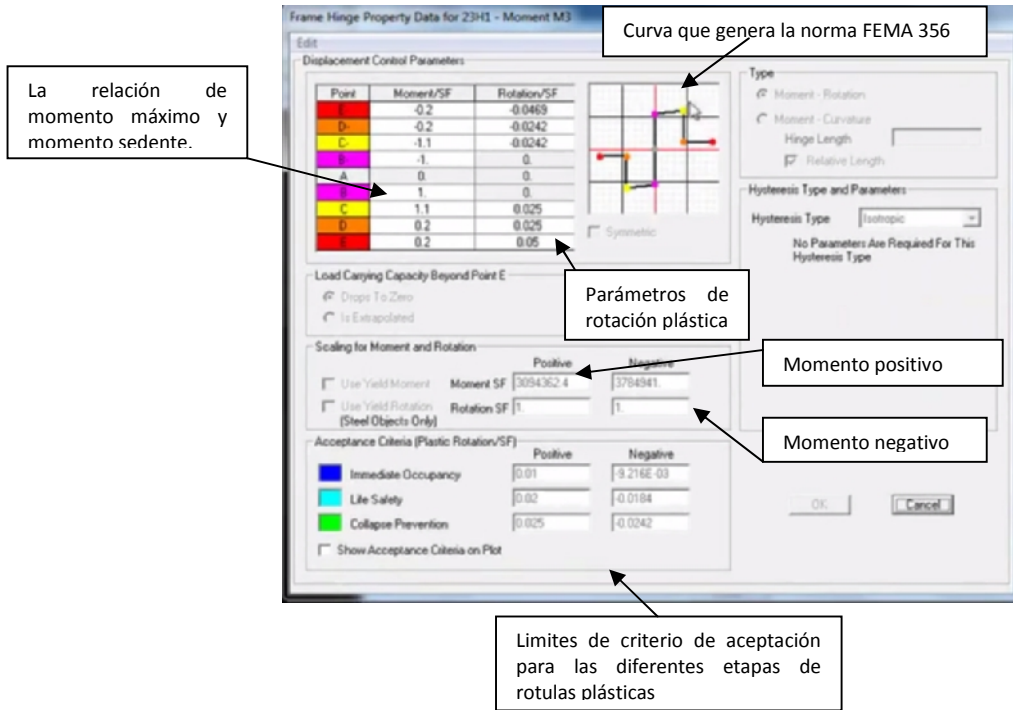 Frame Hinge Property Data for 23H1 - Moment M3
Edit
Curva que genera la norma FEMA 356
La relación de
momento máximo y
momento sedente.
Displacement Control Parameters
Point Moment/SF Rotation/SF
E- -0.2 -0.0469
D- -0.2 -0.0242
C- -1.1 -0.0242
B- -1. 0.
A 0. 0.
B 1. 0.
C 1.1 0.025
D 0.2 0.025
E 0.2 0.05
Symmetric
Type
Moment - Rotation
Moment - Curvature
Hinge Length
Relative Length
Hysteresis Type and Parameters
Hysteresis Type Isotropic
No Parameters Are Required For This
Hysteresis Type
Load Carrying Capacity Beyond Point E
Drops To Zero
Is Extrapolated
Parámetros de
rotación plástica
Scaling for Moment and Rotation
Positive Negative
Use Yield Moment Moment SF 3094362.4 3784941.
Use Yield Rotation Rotation SF 1. 1.
(Steel Objects Only)
Momento positivo
Momento negativo
Acceptance Criteria (Plastic Rotation/SF)
Positive Negative
Immediate Occupancy 0.01 -9.216E-03
Life Safety 0.02 -0.0184
Collapse Prevention 0.025 -0.0242
Show Acceptance Criteria on Plot
OK Cancel
Limites de criterio de aceptación
para las diferentes etapas de
rotulas plásticas